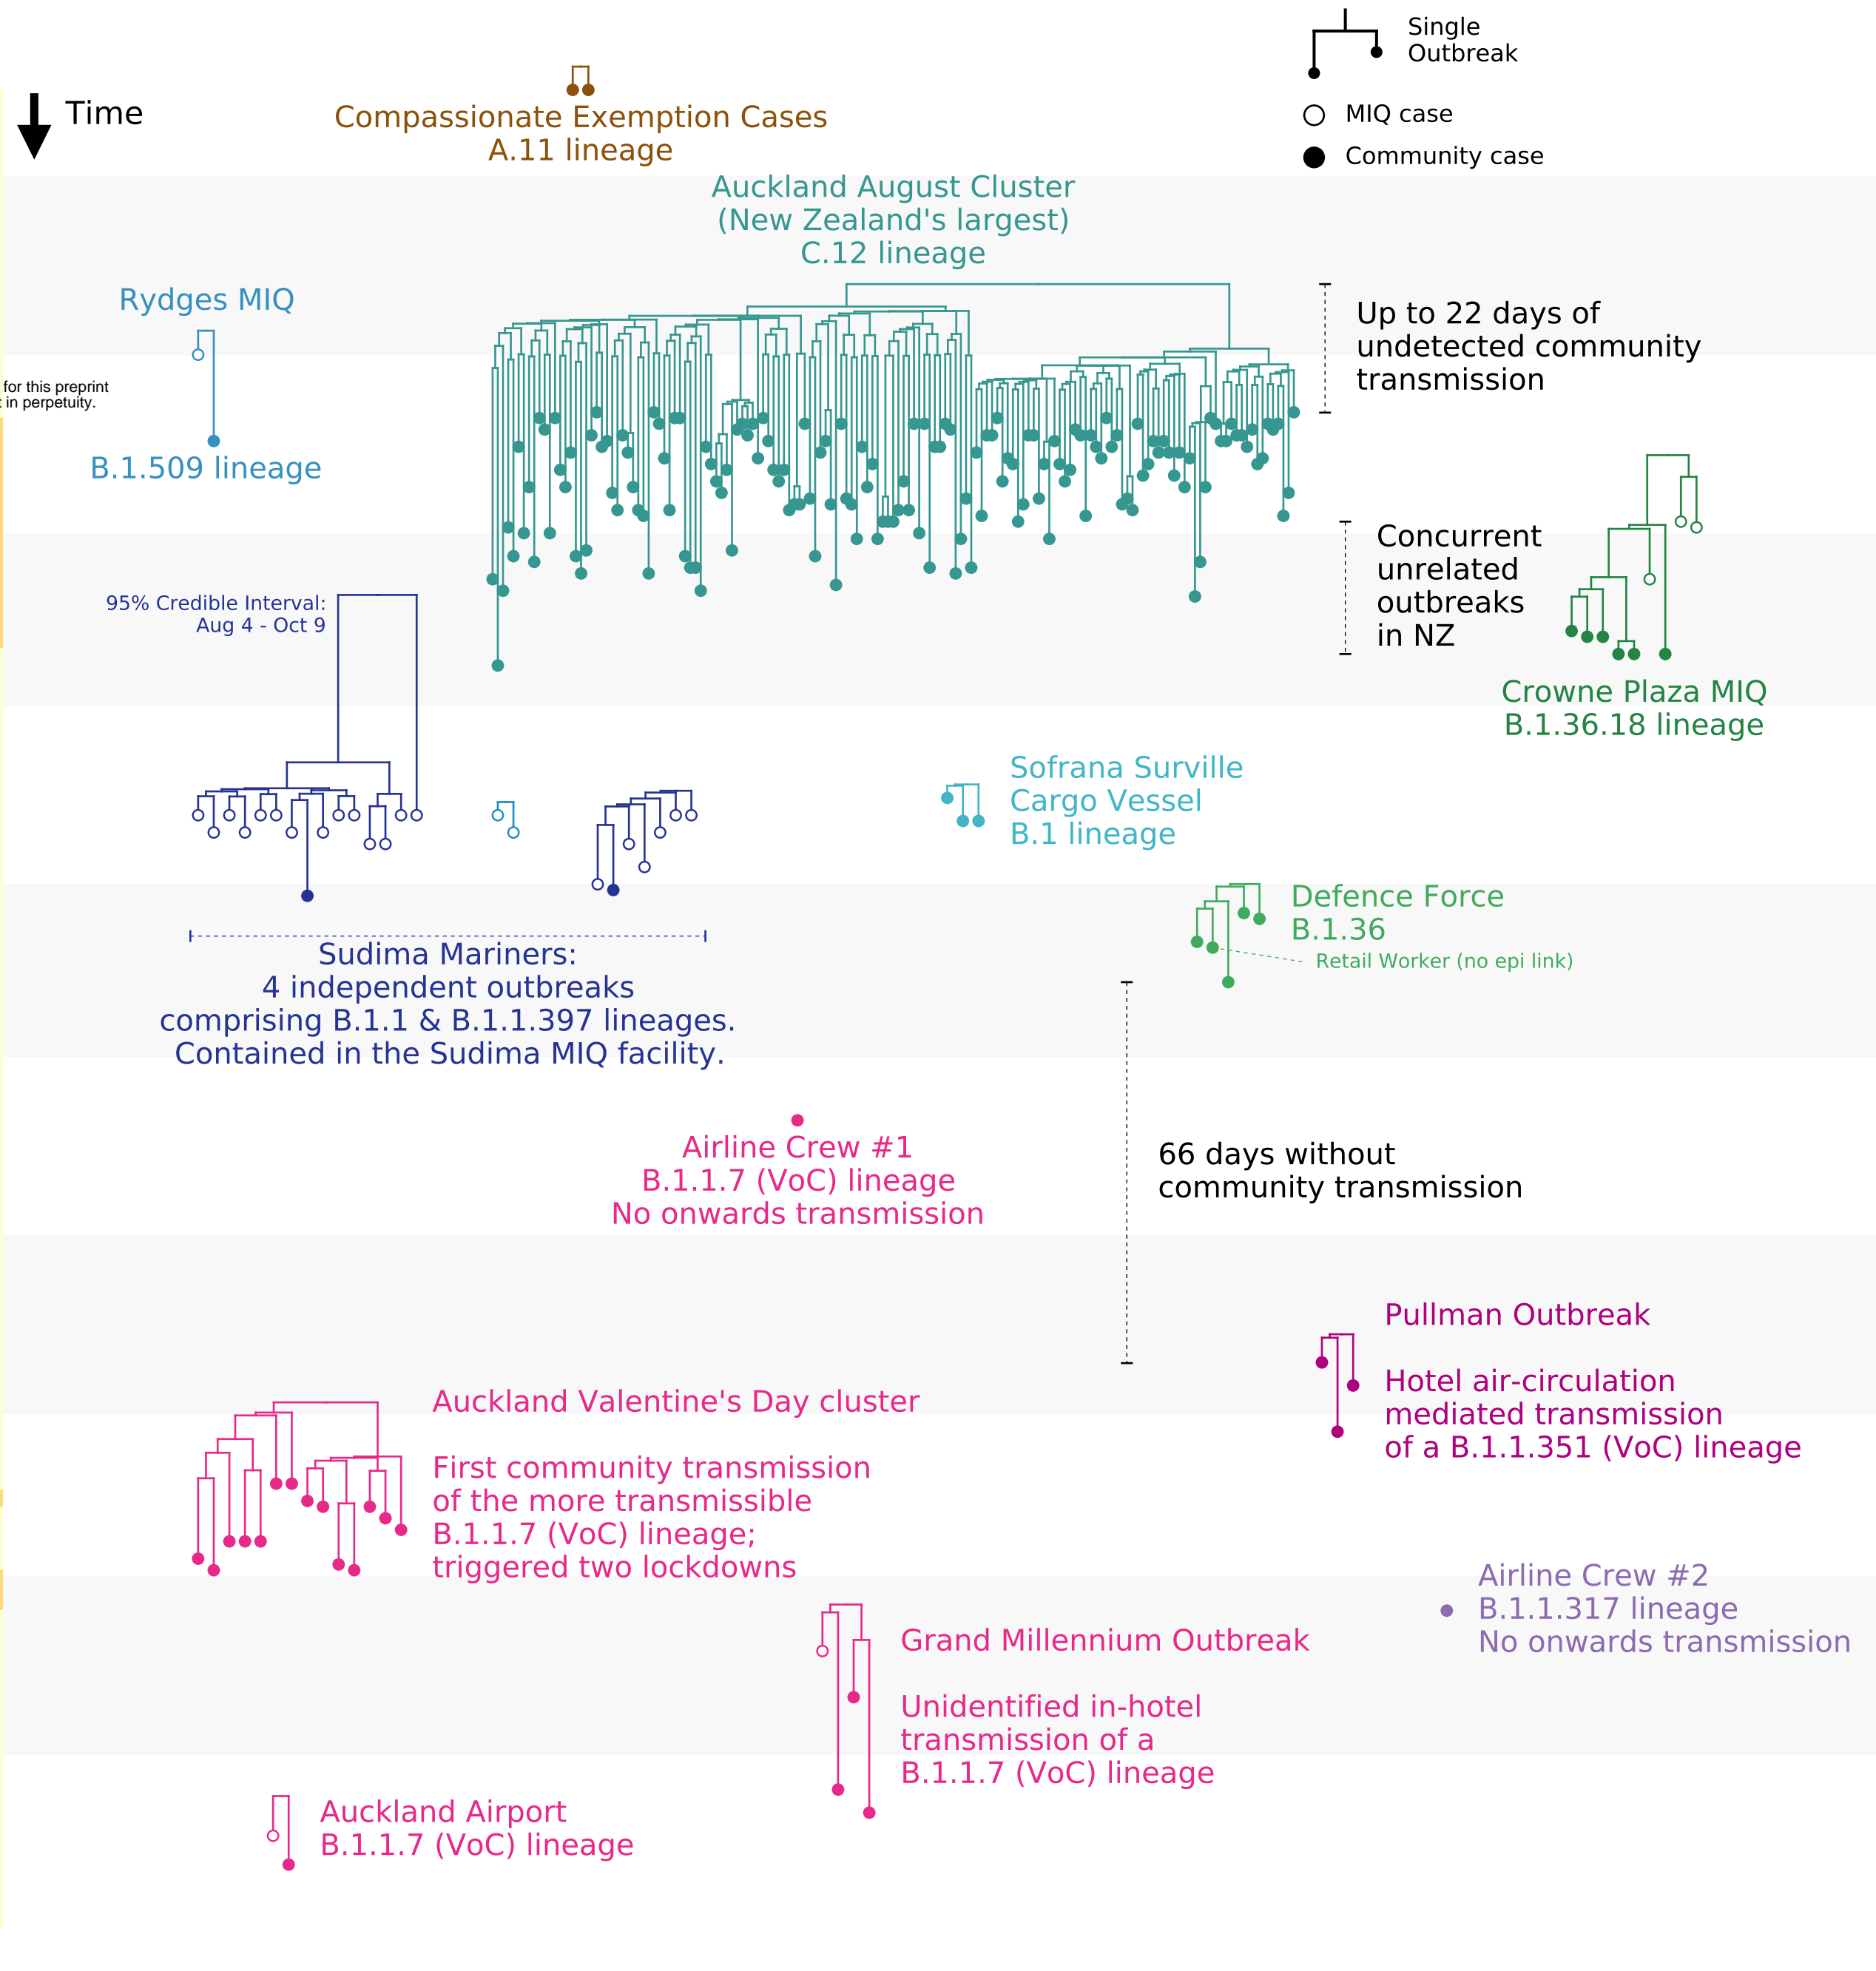 Single
Outbreak
MIQ case
Community case
Time
Compassionate Exemption Cases
A.11 lineage
Auckland August Cluster
(New Zealand's largest)
C.12 lineage
Rydges MIQ
B.1.509 lineage
Up to 22 days of
undetected community
transmission
for this preprint
in perpetuity.
Concurrent
unrelated
outbreaks
in NZ
95% Credible Interval:
Aug 4 - Oct 9
Crowne Plaza MIQ
B.1.36.18 lineage
Sofrana Surville
Cargo Vessel
B.1 lineage
Defence Force
B.1.36
Retail Worker (no epi link)
Sudima Mariners:
4 independent outbreaks
comprising B.1.1 & B.1.1.397 lineages.
Contained in the Sudima MIQ facility.
Airline Crew #1
B.1.1.7 (VoC) lineage
No onwards transmission
66 days without
community transmission
Pullman Outbreak
Hotel air-circulation
mediated transmission
of a B.1.1.351 (VoC) lineage
Auckland Valentine's Day cluster
First community transmission
of the more transmissible
B.1.1.7 (VoC) lineage;
triggered two lockdowns
Airline Crew #2
B.1.1.317 lineage
No onwards transmission
Grand Millennium Outbreak
Unidentified in-hotel
transmission of a
B.1.1.7 (VoC) lineage
Auckland Airport
B.1.1.7 (VoC) lineage